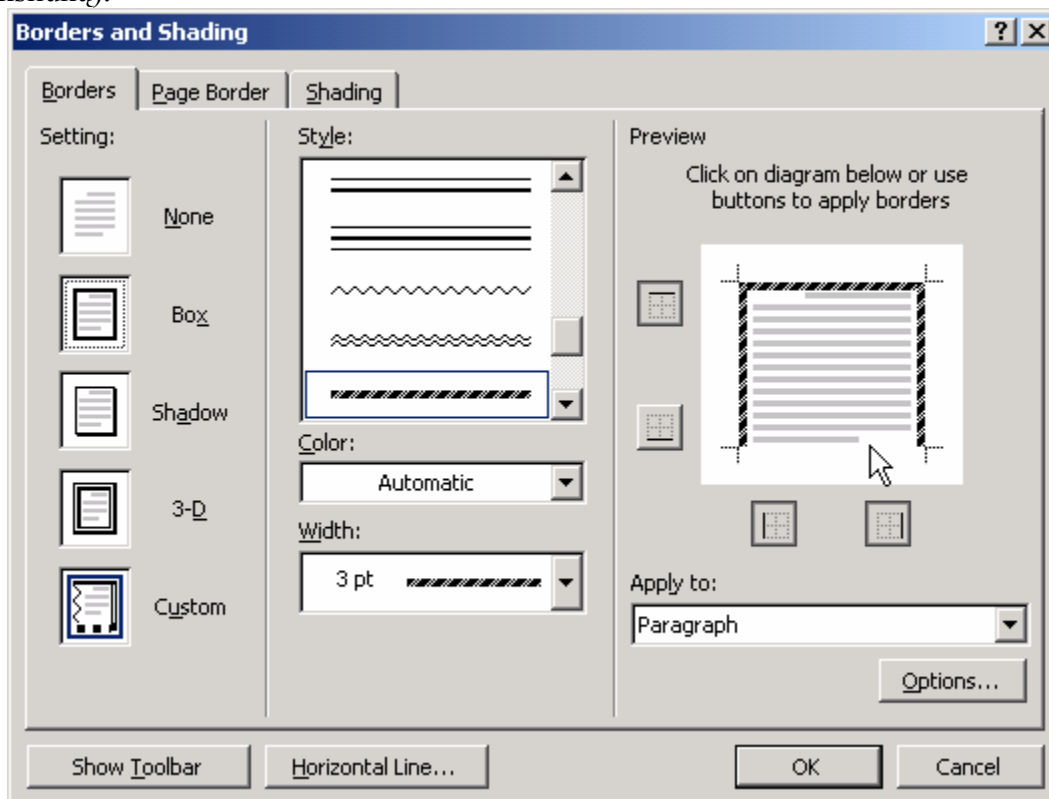 Borders and Shading
Borders
Page Border
Shading
Setting:
None
Box
Shadow
3-D
Custom
Style:
Color:
Automatic
Width:
3 pt
Preview
Click on diagram below or use
buttons to apply borders
Apply to:
Paragraph
Options...
Show Toolbar
Horizontal Line...
OK
Cancel